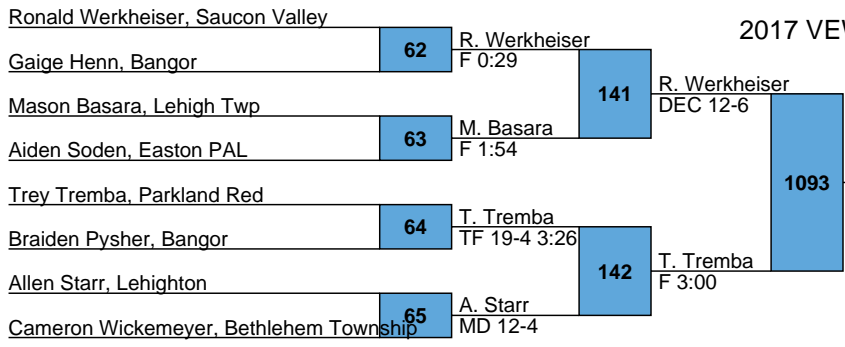 Ronald Werkheiser, Saucon Valley
62
R. Werkheiser
F 0:29
Gaige Henn, Bangor
2017 VEW
141
R. Werkheiser
DEC 12-6
Mason Basara, Lehigh Twp
63
M. Basara
F 1:54
Aiden Soden, Easton PAL
1093
Trey Tremba, Parkland Red
64
T. Tremba
TF 19-4 3:26
Braiden Pysher, Bangor
142
T. Tremba
F 3:00
Allen Starr, Lehighton
65
A. Starr
MD 12-4
Cameron Wickemeyer, Bethlehem Township